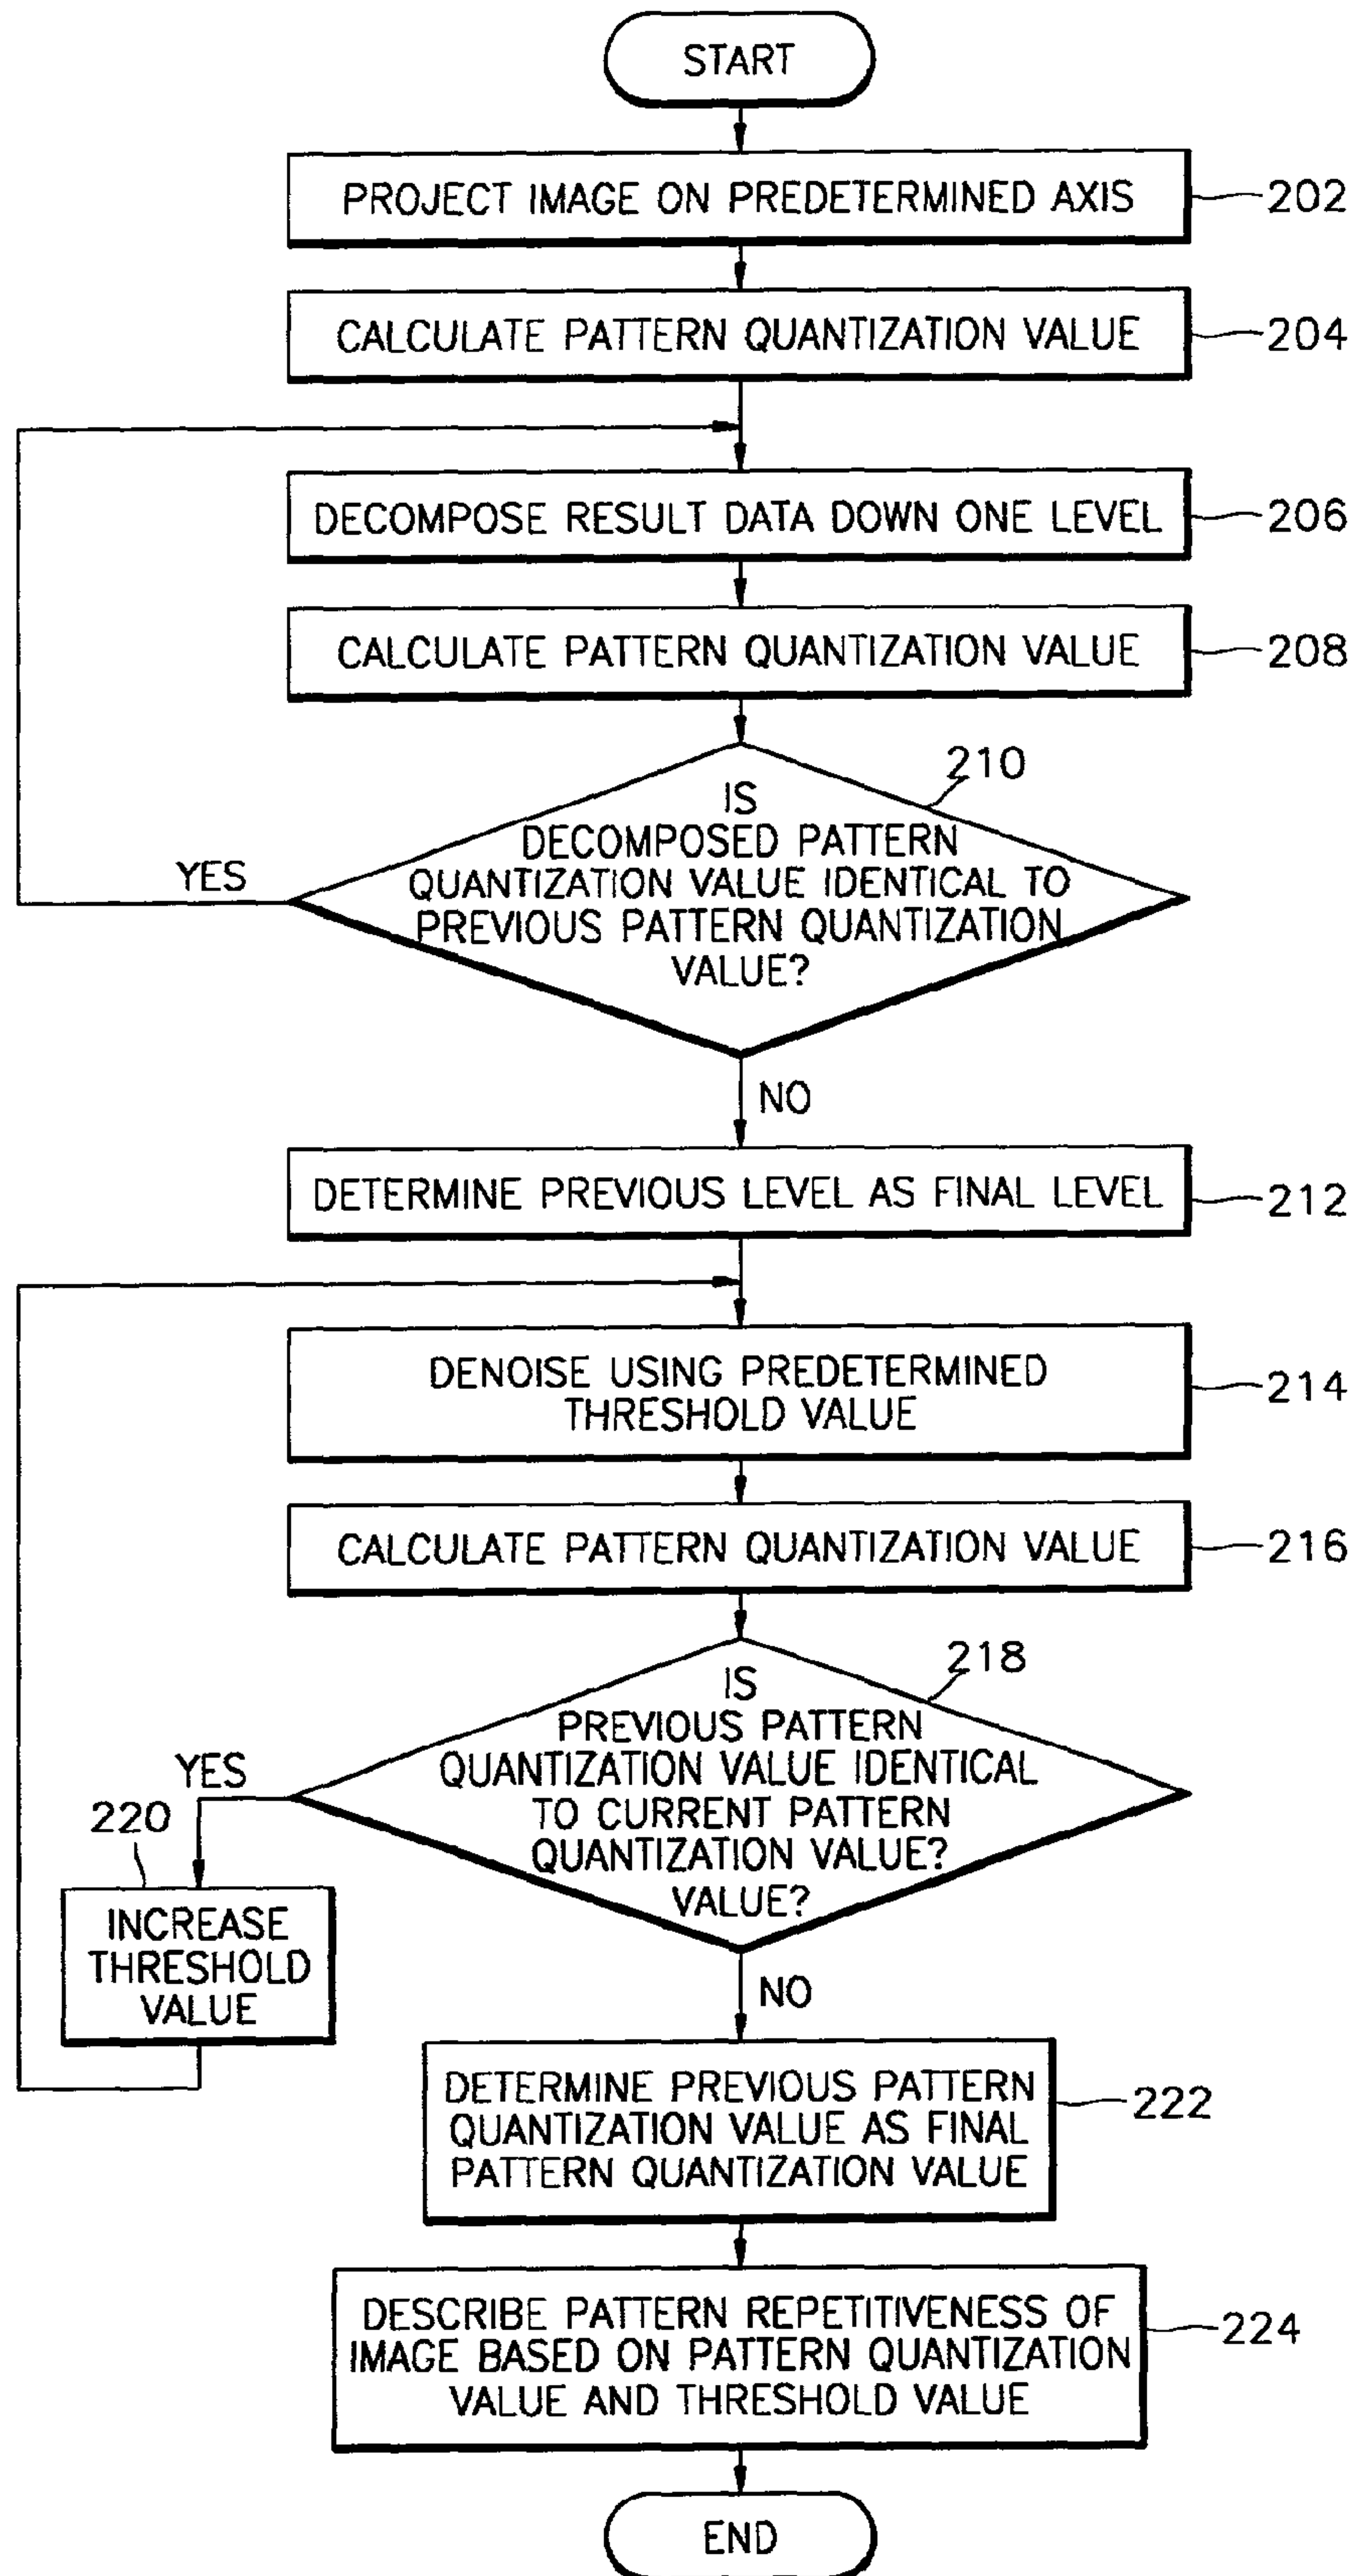 START
PROJECT IMAGE ON PREDETERMINED AXIS
202
CALCULATE PATTERN QUANTIZATION VALUE
204
DECOMPOSE RESULT DATA DOWN ONE LEVEL
206
CALCULATE PATTERN QUANTIZATION VALUE
208
210
IS
DECOMPOSED PATTERN
QUANTIZATION VALUE IDENTICAL TO
PREVIOUS PATTERN QUANTIZATION
VALUE?
YES
NO
DETERMINE PREVIOUS LEVEL AS FINAL LEVEL
212
DENOISE USING PREDETERMINED
THRESHOLD VALUE
214
CALCULATE PATTERN QUANTIZATION VALUE
216
218
IS
PREVIOUS PATTERN
QUANTIZATION VALUE IDENTICAL
TO CURRENT PATTERN
QUANTIZATION VALUE?
VALUE?
YES
220
INCREASE
THRESHOLD
VALUE
NO
DETERMINE PREVIOUS PATTERN
QUANTIZATION VALUE AS FINAL
PATTERN QUANTIZATION VALUE
222
DESCRIBE PATTERN REPETITIVENESS OF
IMAGE BASED ON PATTERN QUANTIZATION
VALUE AND THRESHOLD VALUE
224
END